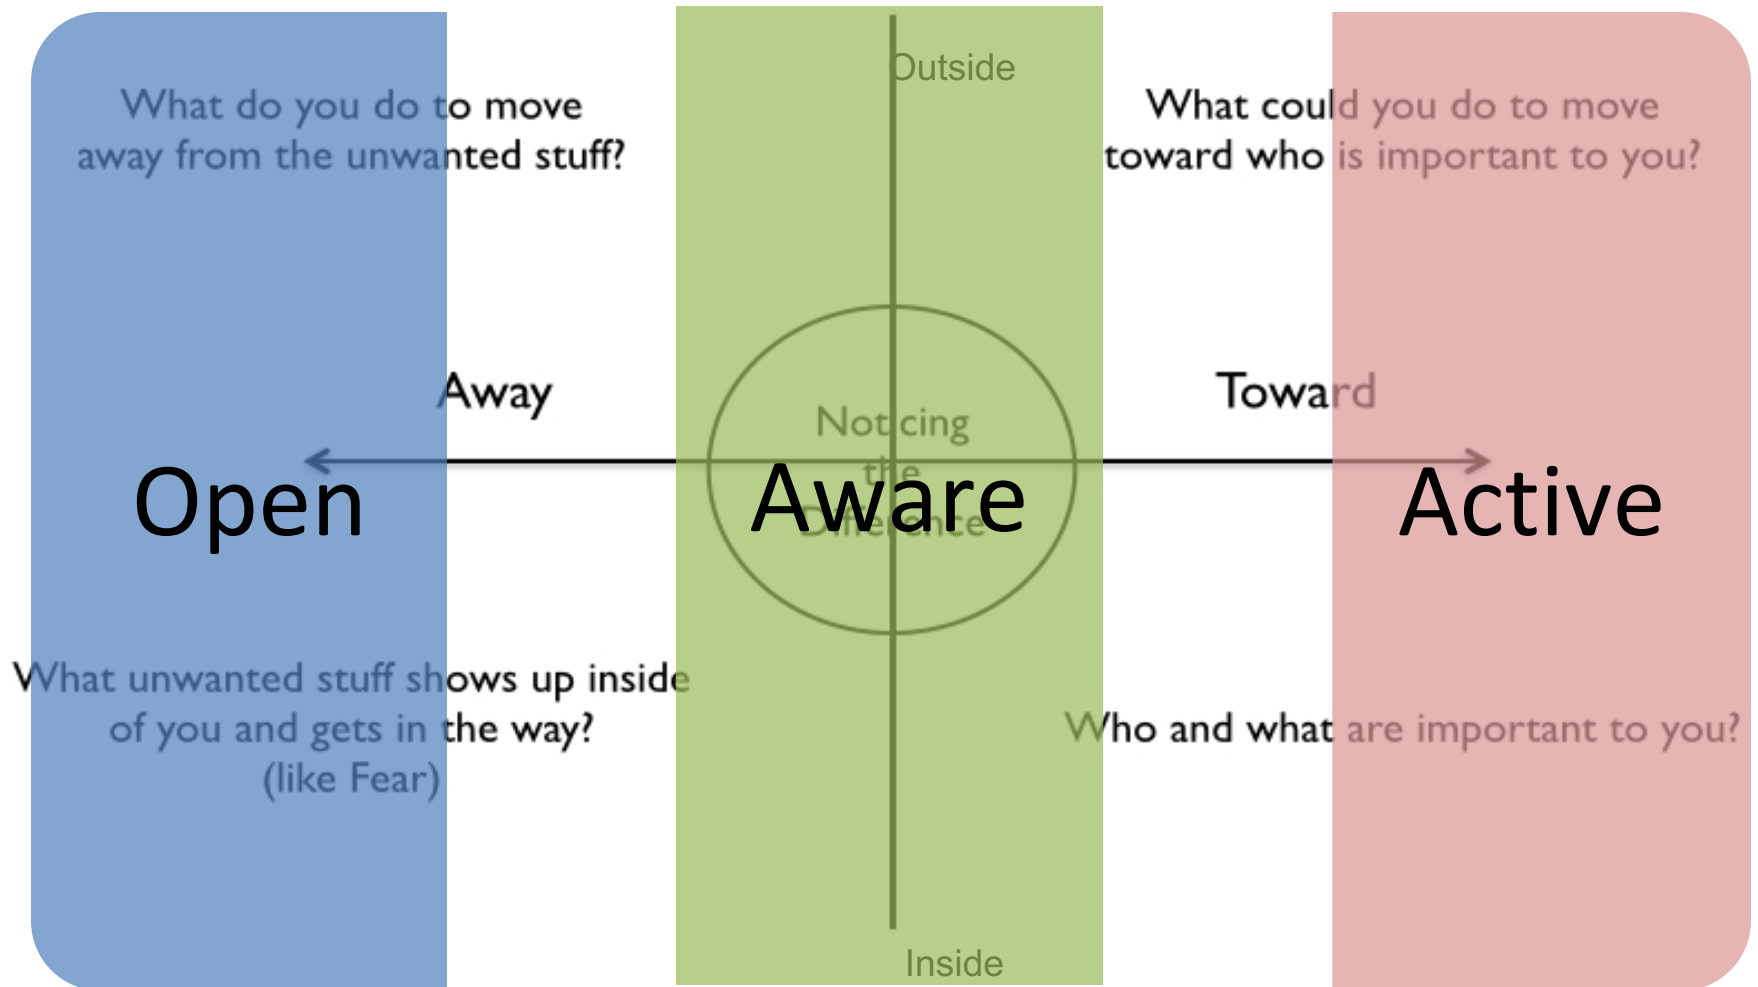 Outside
What do you do to move
away from the unwanted stuff?
What could you do to move
toward who is important to you?
Away
Toward
Noticing
the
Difference
Open
Aware
Active
What unwanted stuff shows up inside
of you and gets in the way?
(like Fear)
Who and what are important to you?
Inside